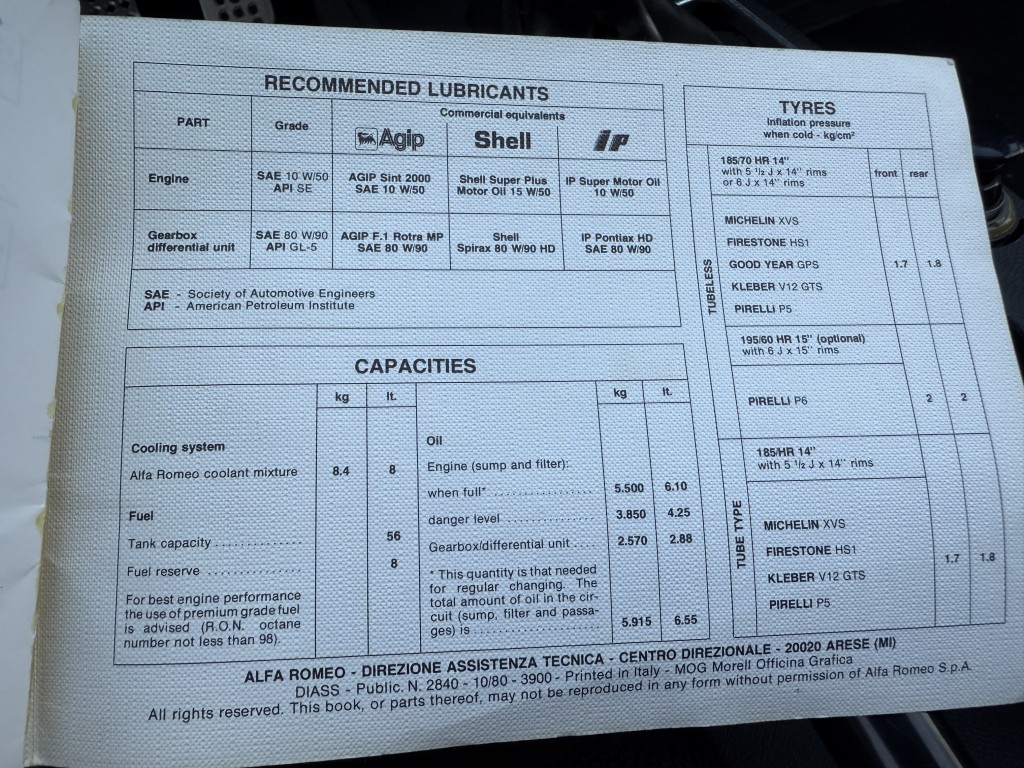 RECOMMENDED LUBRICANTS
PART
Grade
Commercial equivalents
Agip
Shell
IP
Engine
SAE 10 W/50
API SE
AGIP Sint 2000
SAE 10 W/50
Shell Super Plus
Motor Oil 15 W/50
IP Super Motor Oil
10 W/50
Gearbox
differential unit
SAE 80 W/90
API GL-5
AGIP F.1 Rotra MP
SAE 80 W/90
Shell
Spirax 80 W/90 HD
IP Pontiax HD
SAE 80 W/90
SAE - Society of Automotive Engineers
API - American Petroleum Institute
CAPACITIES
kg lt.
Cooling system
Alfa Romeo coolant mixture 8.4 8
Fuel
Tank capacity .............. 56
Fuel reserve .............. 8
For best engine performance
the use of premium grade fuel
is advised (R.O.N. octane
number not less than 98).
kg lt.
Oil
Engine (sump and filter):
when full* ................ 5.500 6.10
danger level .............. 3.850 4.25
Gearbox/differential unit .... 2.570 2.88
* This quantity is that needed
for regular changing. The
total amount of oil in the cir-
cuit (sump, filter and passa-
ges) is .................... 5.915 6.55
TYRES
Inflation pressure
when cold - kg/cm²
TUBELESS
185/70 HR 14"
with 5 1/2 J x 14" rims
or 6 J x 14" rims
front rear
MICHELIN XVS
FIRESTONE HS1
GOOD YEAR GPS 1.7 1.8
KLEBER V12 GTS
PIRELLI P5
195/60 HR 15" (optional)
with 6 J x 15" rims
PIRELLI P6 2 2
TUBE TYPE
185/HR 14"
with 5 1/2 J x 14" rims
MICHELIN XVS
FIRESTONE HS1 1.7 1.8
KLEBER V12 GTS
PIRELLI P5
ALFA ROMEO - DIREZIONE ASSISTENZA TECNICA - CENTRO DIREZIONALE - 20020 ARESE (MI)
DIASS - Public. N. 2840 - 10/80 - 3900 - Printed in Italy - MOG Morell Officina Grafica
All rights reserved. This book, or parts thereof, may not be reproduced in any form without permission of Alfa Romeo S.p.A.